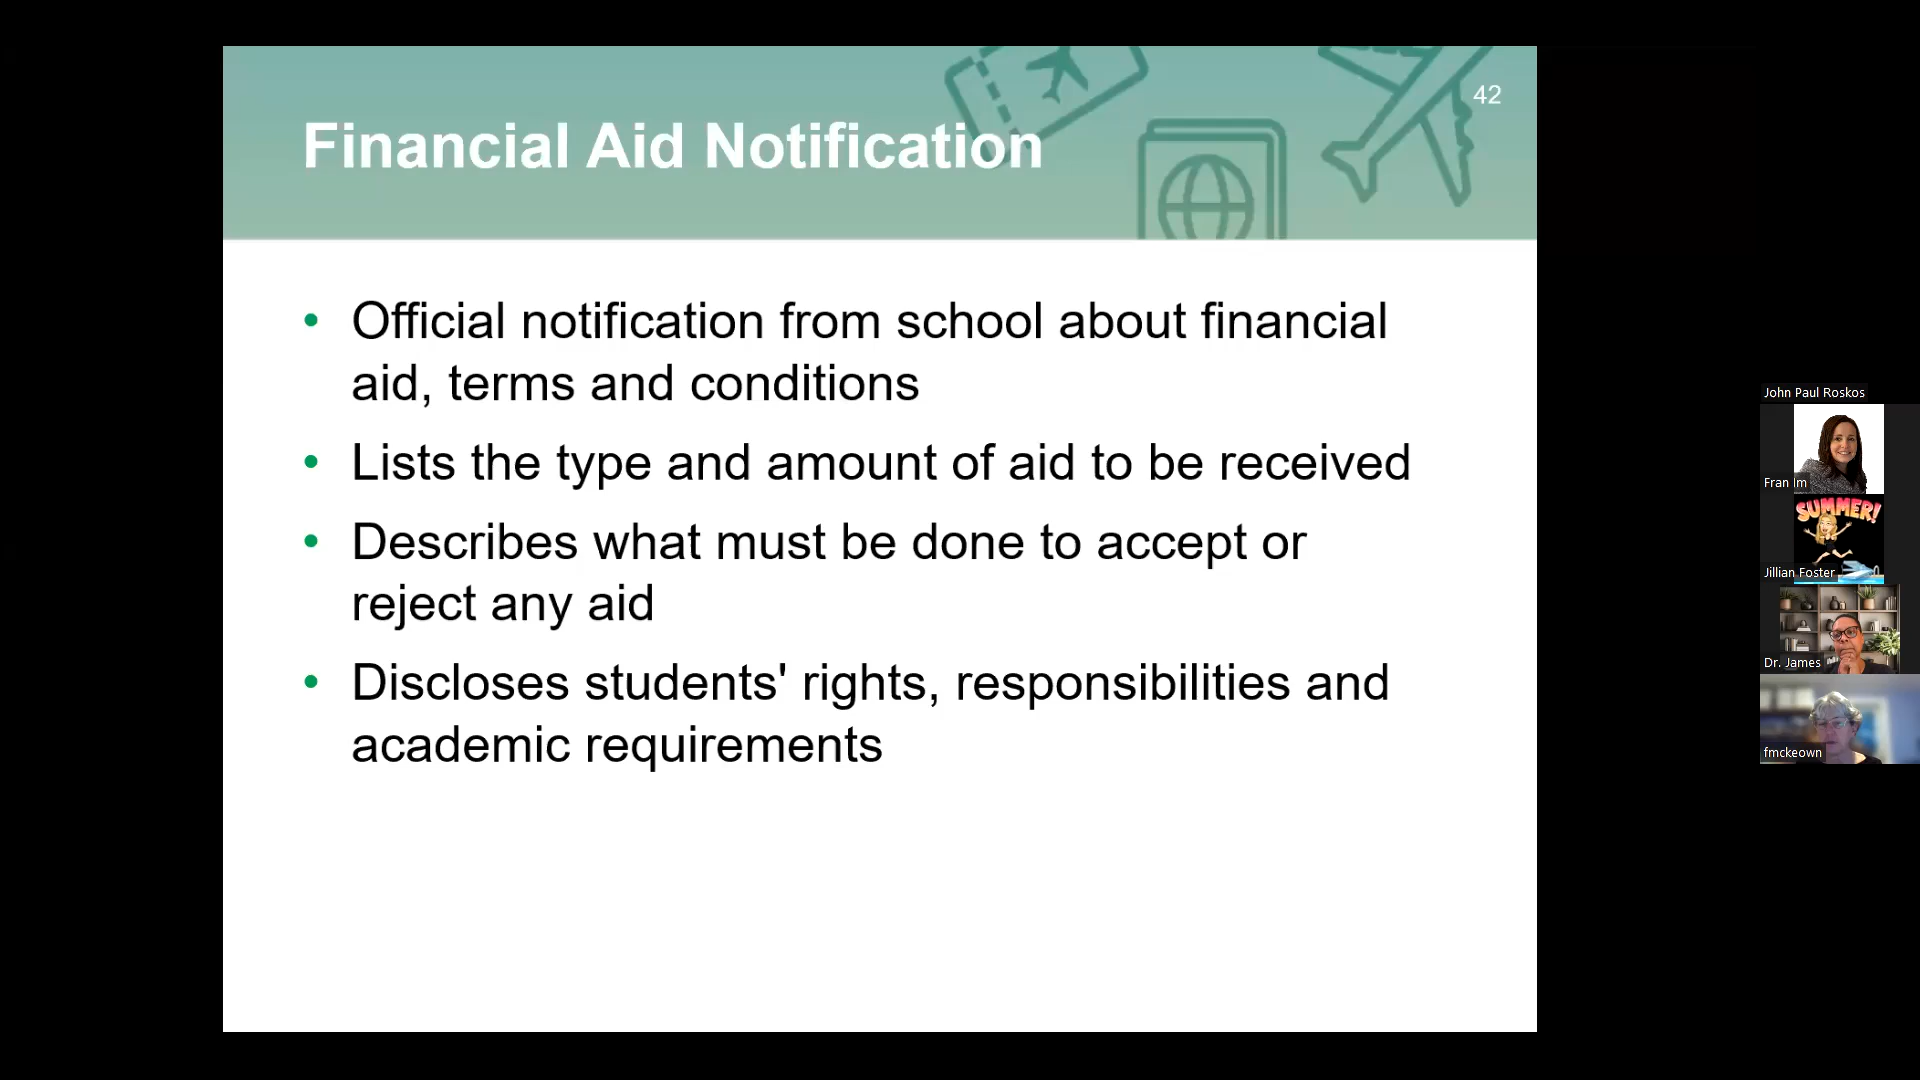 42
Financial Aid Notification
• Official notification from school about financial
aid, terms and conditions
• Lists the type and amount of aid to be received
• Describes what must be done to accept or
reject any aid
• Discloses students' rights, responsibilities and
academic requirements
John Paul Roskos
Fran Im
SUMMER!
Jillian Foster
Dr. James
fmckeown